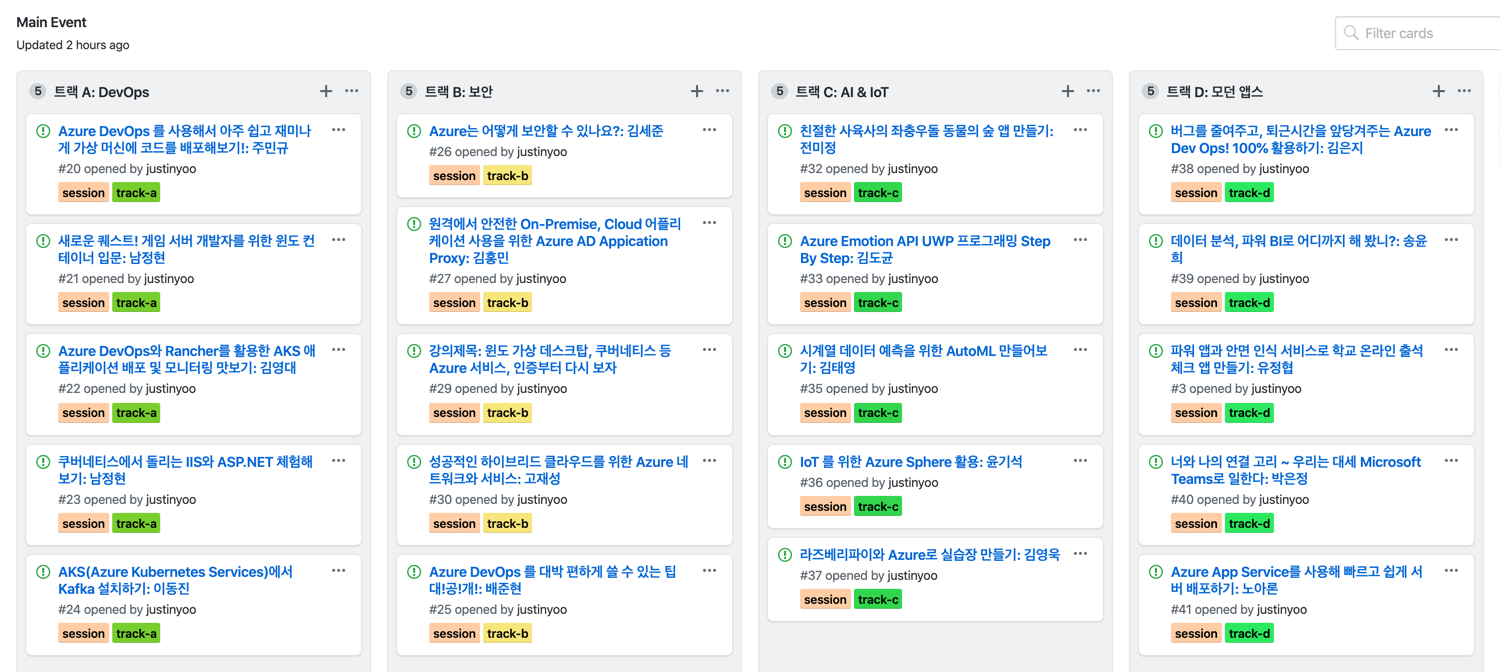 Main Event
Updated 2 hours ago
Filter cards
5 트랙 A: DevOps
Azure DevOps 를 사용해서 아주 쉽고 재미나
게 가상 머신에 코드를 배포해보기!: 주민규
#20 opened by justinyoo
session track-a
새로운 퀘스트! 게임 서버 개발자를 위한 윈도 컨
테이너 입문: 남정현
#21 opened by justinyoo
session track-a
Azure DevOps와 Rancher를 활용한 AKS 애
플리케이션 배포 및 모니터링 맛보기: 김영대
#22 opened by justinyoo
session track-a
쿠버네티스에서 돌리는 IIS와 ASP.NET 체험해
보기: 남정현
#23 opened by justinyoo
session track-a
AKS(Azure Kubernetes Services)에서
Kafka 설치하기: 이동진
#24 opened by justinyoo
session track-a
5 트랙 B: 보안
Azure는 어떻게 보안할 수 있나요?: 김세준
#26 opened by justinyoo
session track-b
원격에서 안전한 On-Premise, Cloud 어플리
케이션 사용을 위한 Azure AD Appication
Proxy: 김홍민
#27 opened by justinyoo
session track-b
강의제목: 윈도 가상 데스크탑, 쿠버네티스 등
Azure 서비스, 인증부터 다시 보자
#29 opened by justinyoo
session track-b
성공적인 하이브리드 클라우드를 위한 Azure 네
트워크와 서비스: 고재성
#30 opened by justinyoo
session track-b
Azure DevOps 를 대박 편하게 쓸 수 있는 팁
대!공!개!: 배준현
#25 opened by justinyoo
session track-b
5 트랙 C: AI & IoT
친절한 사육사의 좌충우돌 동물의 숲 앱 만들기:
전미정
#32 opened by justinyoo
session track-c
Azure Emotion API UWP 프로그래밍 Step
By Step: 김도균
#33 opened by justinyoo
session track-c
시계열 데이터 예측을 위한 AutoML 만들어보
기: 김태영
#35 opened by justinyoo
session track-c
IoT 를 위한 Azure Sphere 활용: 윤기석
#36 opened by justinyoo
session track-c
라즈베리파이와 Azure로 실습장 만들기: 김영욱
#37 opened by justinyoo
session track-c
5 트랙 D: 모던 앱스
버그를 줄여주고, 퇴근시간을 앞당겨주는 Azure
Dev Ops! 100% 활용하기: 김은지
#38 opened by justinyoo
session track-d
데이터 분석, 파워 BI로 어디까지 해 봤니?: 송윤
희
#39 opened by justinyoo
session track-d
파워 앱과 안면 인식 서비스로 학교 온라인 출석
체크 앱 만들기: 유정협
#3 opened by justinyoo
session track-d
너와 나의 연결 고리 ~ 우리는 대세 Microsoft
Teams로 일한다: 박은정
#40 opened by justinyoo
session track-d
Azure App Service를 사용해 빠르고 쉽게 서
버 배포하기: 노아론
#41 opened by justinyoo
session track-d